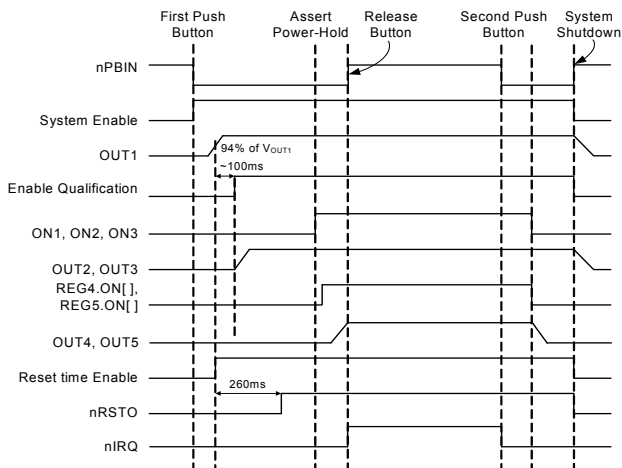 First Push
Button
Assert
Power-Hold
Release
Button
Second Push
Button
System
Shutdown
nPBIN
System Enable
OUT1
94% of VOUT1
~100ms
Enable Qualification
ON1, ON2, ON3
OUT2, OUT3
REG4.ON[ ],
REG5.ON[ ]
OUT4, OUT5
Reset time Enable
260ms
nRSTO
nIRQ